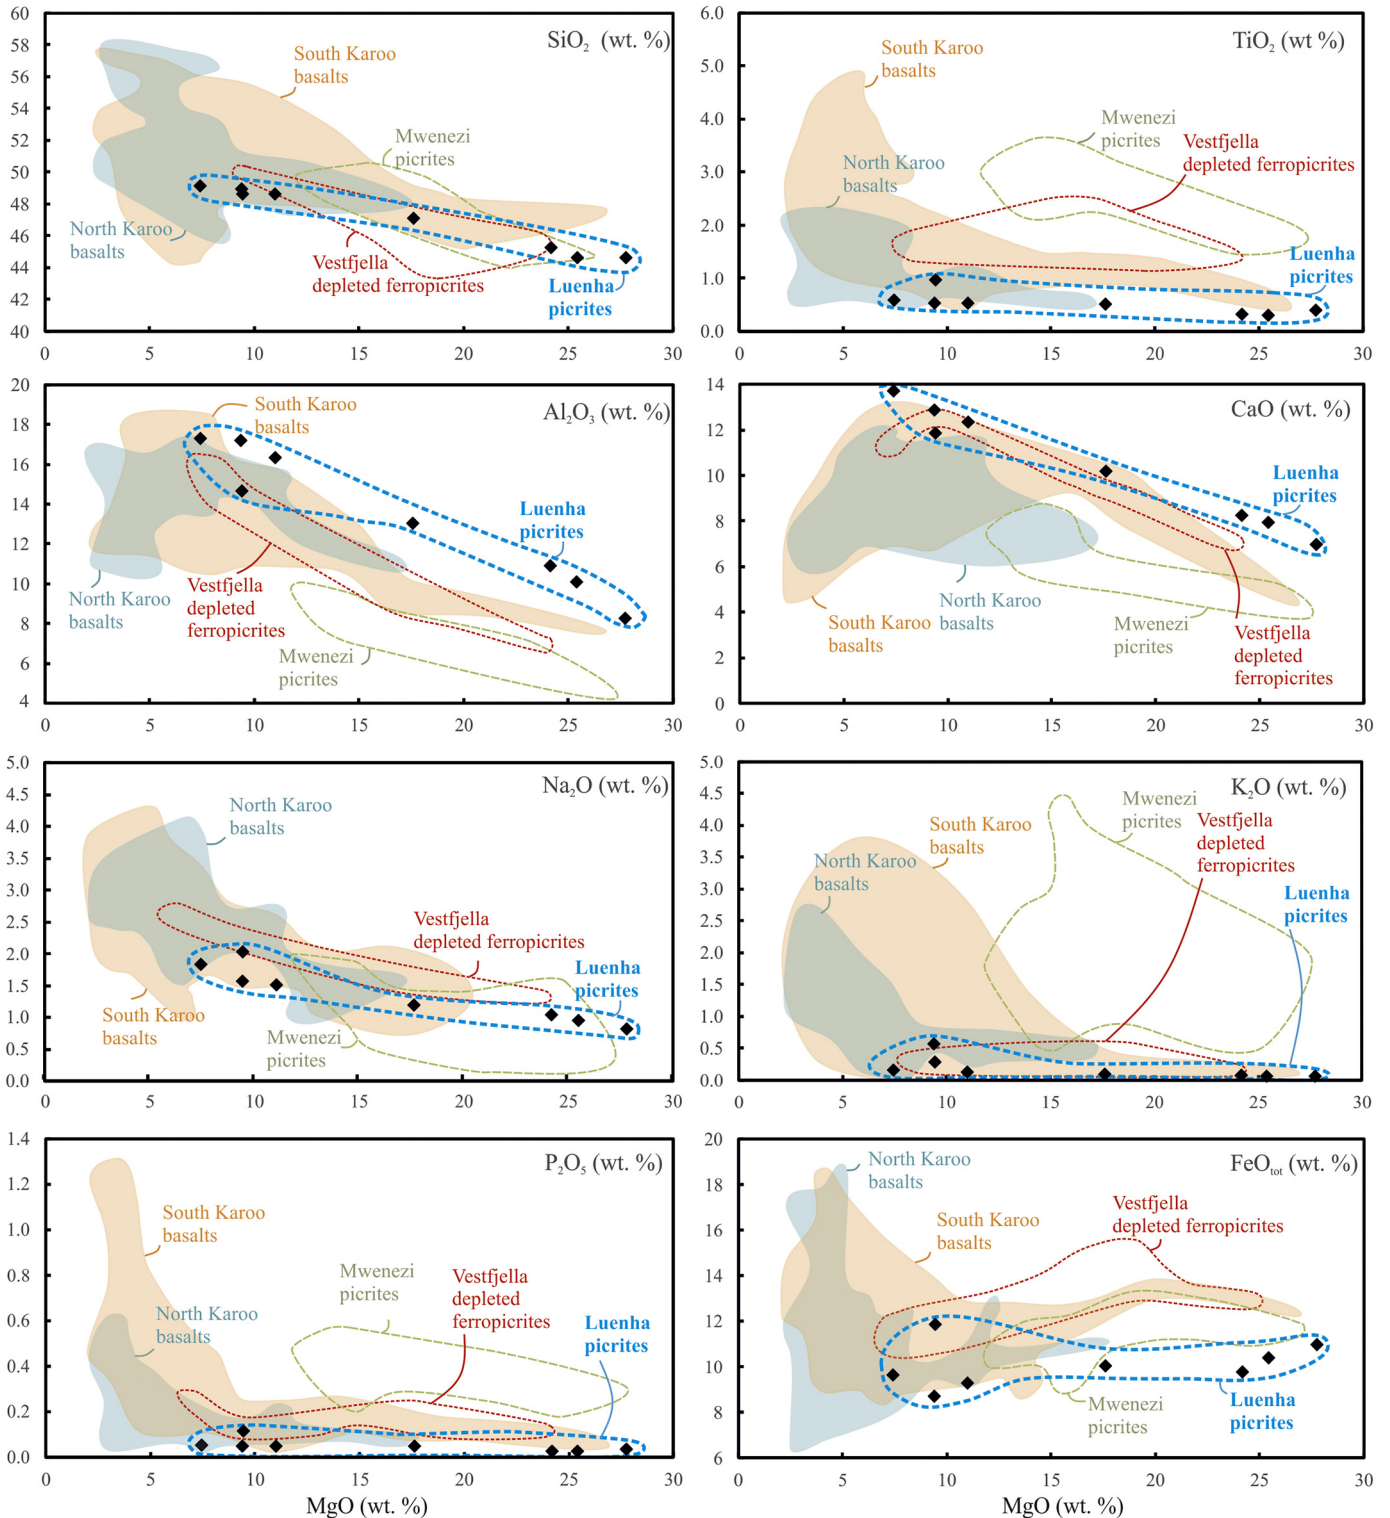 60
58
56
54
52
50
48
46
44
42
40
0
5
10
15
20
25
30
SiO₂ (wt. %)
South Karoo
basalts
Mwenezi
picrites
North Karoo
basalts
Vestfjella
depleted ferropicrites
Luenha
picrites
6.0
5.0
4.0
3.0
2.0
1.0
0.0
0
5
10
15
20
25
30
TiO₂ (wt %)
South Karoo
basalts
Mwenezi
picrites
Vestfjella
depleted ferropicrites
North Karoo
basalts
Luenha
picrites
20
18
16
14
12
10
8
6
4
0
5
10
15
20
25
30
Al₂O₃ (wt. %)
South Karoo
basalts
Luenha
picrites
North Karoo
basalts
Vestfjella
depleted
ferropicrites
Mwenezi
picrites
14
12
10
8
6
4
2
0
0
5
10
15
20
25
30
CaO (wt. %)
Luenha
picrites
North Karoo
basalts
South Karoo
basalts
Mwenezi
picrites
Vestfjella
depleted
ferropicrites
5.0
4.5
4.0
3.5
3.0
2.5
2.0
1.5
1.0
0.5
0.0
0
5
10
15
20
25
30
Na₂O (wt. %)
North Karoo
basalts
Vestfjella
depleted ferropicrites
Luenha
picrites
South Karoo
basalts
Mwenezi
picrites
5.0
4.5
4.0
3.5
3.0
2.5
2.0
1.5
1.0
0.5
0.0
0
5
10
15
20
25
30
K₂O (wt. %)
Mwenezi
picrites
South Karoo
basalts
Vestfjella
depleted
ferropicrites
North Karoo
basalts
Luenha
picrites
1.4
1.2
1.0
0.8
0.6
0.4
0.2
0.0
0
5
10
15
20
25
30
P₂O₅ (wt. %)
South Karoo
basalts
Mwenezi
picrites
Vestfjella
depleted
ferropicrites
North Karoo
basalts
Luenha
picrites
MgO (wt. %)
20
18
16
14
12
10
8
6
0
5
10
15
20
25
30
FeOₜₒₜ (wt. %)
North Karoo
basalts
Vestfjella
depleted ferropicrites
South Karoo
basalts
Mwenezi
picrites
Luenha
picrites
MgO (wt. %)